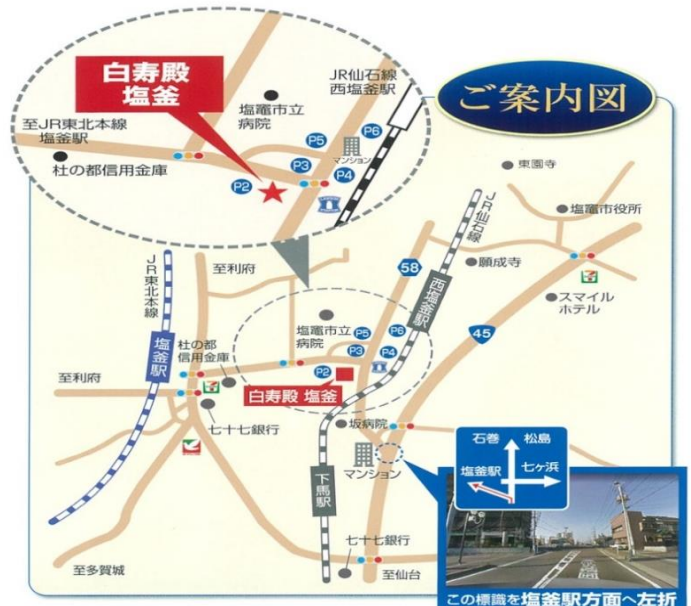 ご案内図
白寿殿
塩釜
JR仙石線
西塩釜駅
塩竈市立
病院
至JR東北本線
塩釜駅
杜の都信用金庫
P5
P6
マンション
P3
P4
P2
東園寺
塩竈市役所
JR仙石線
願成寺
スマイル
ホテル
58
45
西塩釜駅
JR東北本線
至利府
塩釜駅
塩竈市立
病院
P5
P6
P3
P4
P2
杜の都
信用金庫
至利府
白寿殿 塩釜
七十七銀行
坂病院
マンション
下馬駅
石巻
松島
塩釜駅
七ヶ浜
七十七銀行
至仙台
至多賀城
この標識を塩釜駅方面へ左折